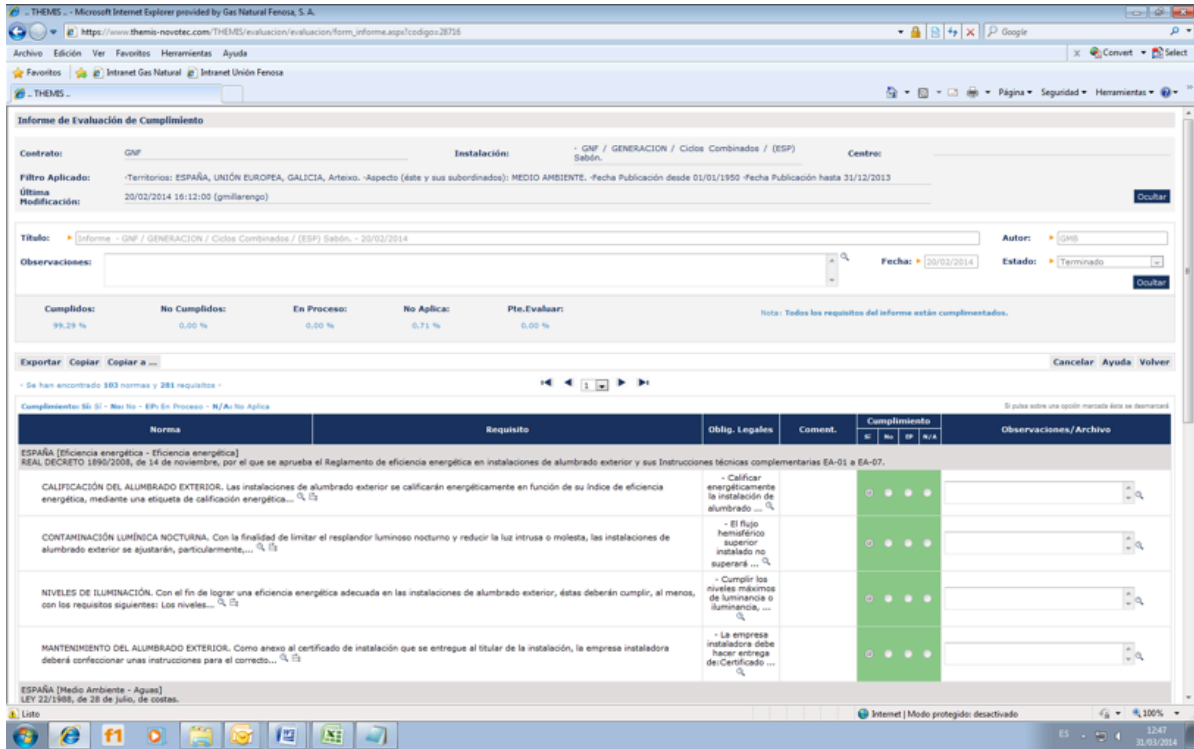 .. THEMIS .. - Microsoft Internet Explorer provided by Gas Natural Fenosa, S. A.
https://www.themis-novotec.com/THEMIS/evaluacion/evaluacion/form_informe.aspx?codigo=28716
Google
Archivo Edición Ver Favoritos Herramientas Ayuda
x Convert Select
Favoritos Intranet Gas Natural Intranet Unión Fenosa
.. THEMIS ..
Página Seguridad Herramientas
Informe de Evaluación de Cumplimiento
Contrato: GNF Instalación: - GNF / GENERACION / Ciclos Combinados / (ESP) Sabón. Centro:
Filtro Aplicado: -Territorios: ESPAÑA, UNIÓN EUROPEA, GALICIA, Arteixo. -Aspecto (éste y sus subordinados): MEDIO AMBIENTE. -Fecha Publicación desde 01/01/1950 -Fecha Publicación hasta 31/12/2013
Última Modificación: 20/02/2014 16:12:00 (gmillarengo) Ocultar
Título: Informe - GNF / GENERACION / Ciclos Combinados / (ESP) Sabón. - 20/02/2014 Autor: GMB
Observaciones: Fecha: 20/02/2014 Estado: Terminado
Ocultar
Cumplidos: No Cumplidos: En Proceso: No Aplica: Pte.Evaluar:
99,29 % 0,00 % 0,00 % 0,71 % 0,00 % Nota: Todos los requisitos del informe están cumplimentados.
Exportar Copiar Copiar a ... Cancelar Ayuda Volver
- Se han encontrado 103 normas y 281 requisitos - 1
Cumplimiento: Sí: Sí - No: No - EP: En Proceso - N/A: No Aplica Si pulsa sobre una opción marcada ésta se desmarcará
Norma Requisito Oblig. Legales Coment. Cumplimiento Observaciones/Archivo
Sí No EP N/A
ESPAÑA [Eficiencia energética - Eficiencia energética]
REAL DECRETO 1890/2008, de 14 de noviembre, por el que se aprueba el Reglamento de eficiencia energética en instalaciones de alumbrado exterior y sus Instrucciones técnicas complementarias EA-01 a EA-07.
CALIFICACIÓN DEL ALUMBRADO EXTERIOR. Las instalaciones de alumbrado exterior se calificarán energéticamente en función de su índice de eficiencia
energética, mediante una etiqueta de calificación energética...
- Calificar
energéticamente
la instalación de
alumbrado ...
CONTAMINACIÓN LUMÍNICA NOCTURNA. Con la finalidad de limitar el resplandor luminoso nocturno y reducir la luz intrusa o molesta, las instalaciones de
alumbrado exterior se ajustarán, particularmente,...
- El flujo
hemisférico
superior
instalado no
superará ...
NIVELES DE ILUMINACIÓN. Con el fin de lograr una eficiencia energética adecuada en las instalaciones de alumbrado exterior, éstas deberán cumplir, al menos,
con los requisitos siguientes: Los niveles...
- Cumplir los
niveles máximos
de luminancia o
iluminancia, ...
MANTENIMIENTO DEL ALUMBRADO EXTERIOR. Como anexo al certificado de instalación que se entregue al titular de la instalación, la empresa instaladora
deberá confeccionar unas instrucciones para el correcto...
- La empresa
instaladora debe
hacer entrega
de:Certificado ...
ESPAÑA [Medio Ambiente - Aguas]
LEY 22/1988, de 28 de julio, de costas.
Listo Internet | Modo protegido: desactivado 100%
ES 12:47
31/03/2014